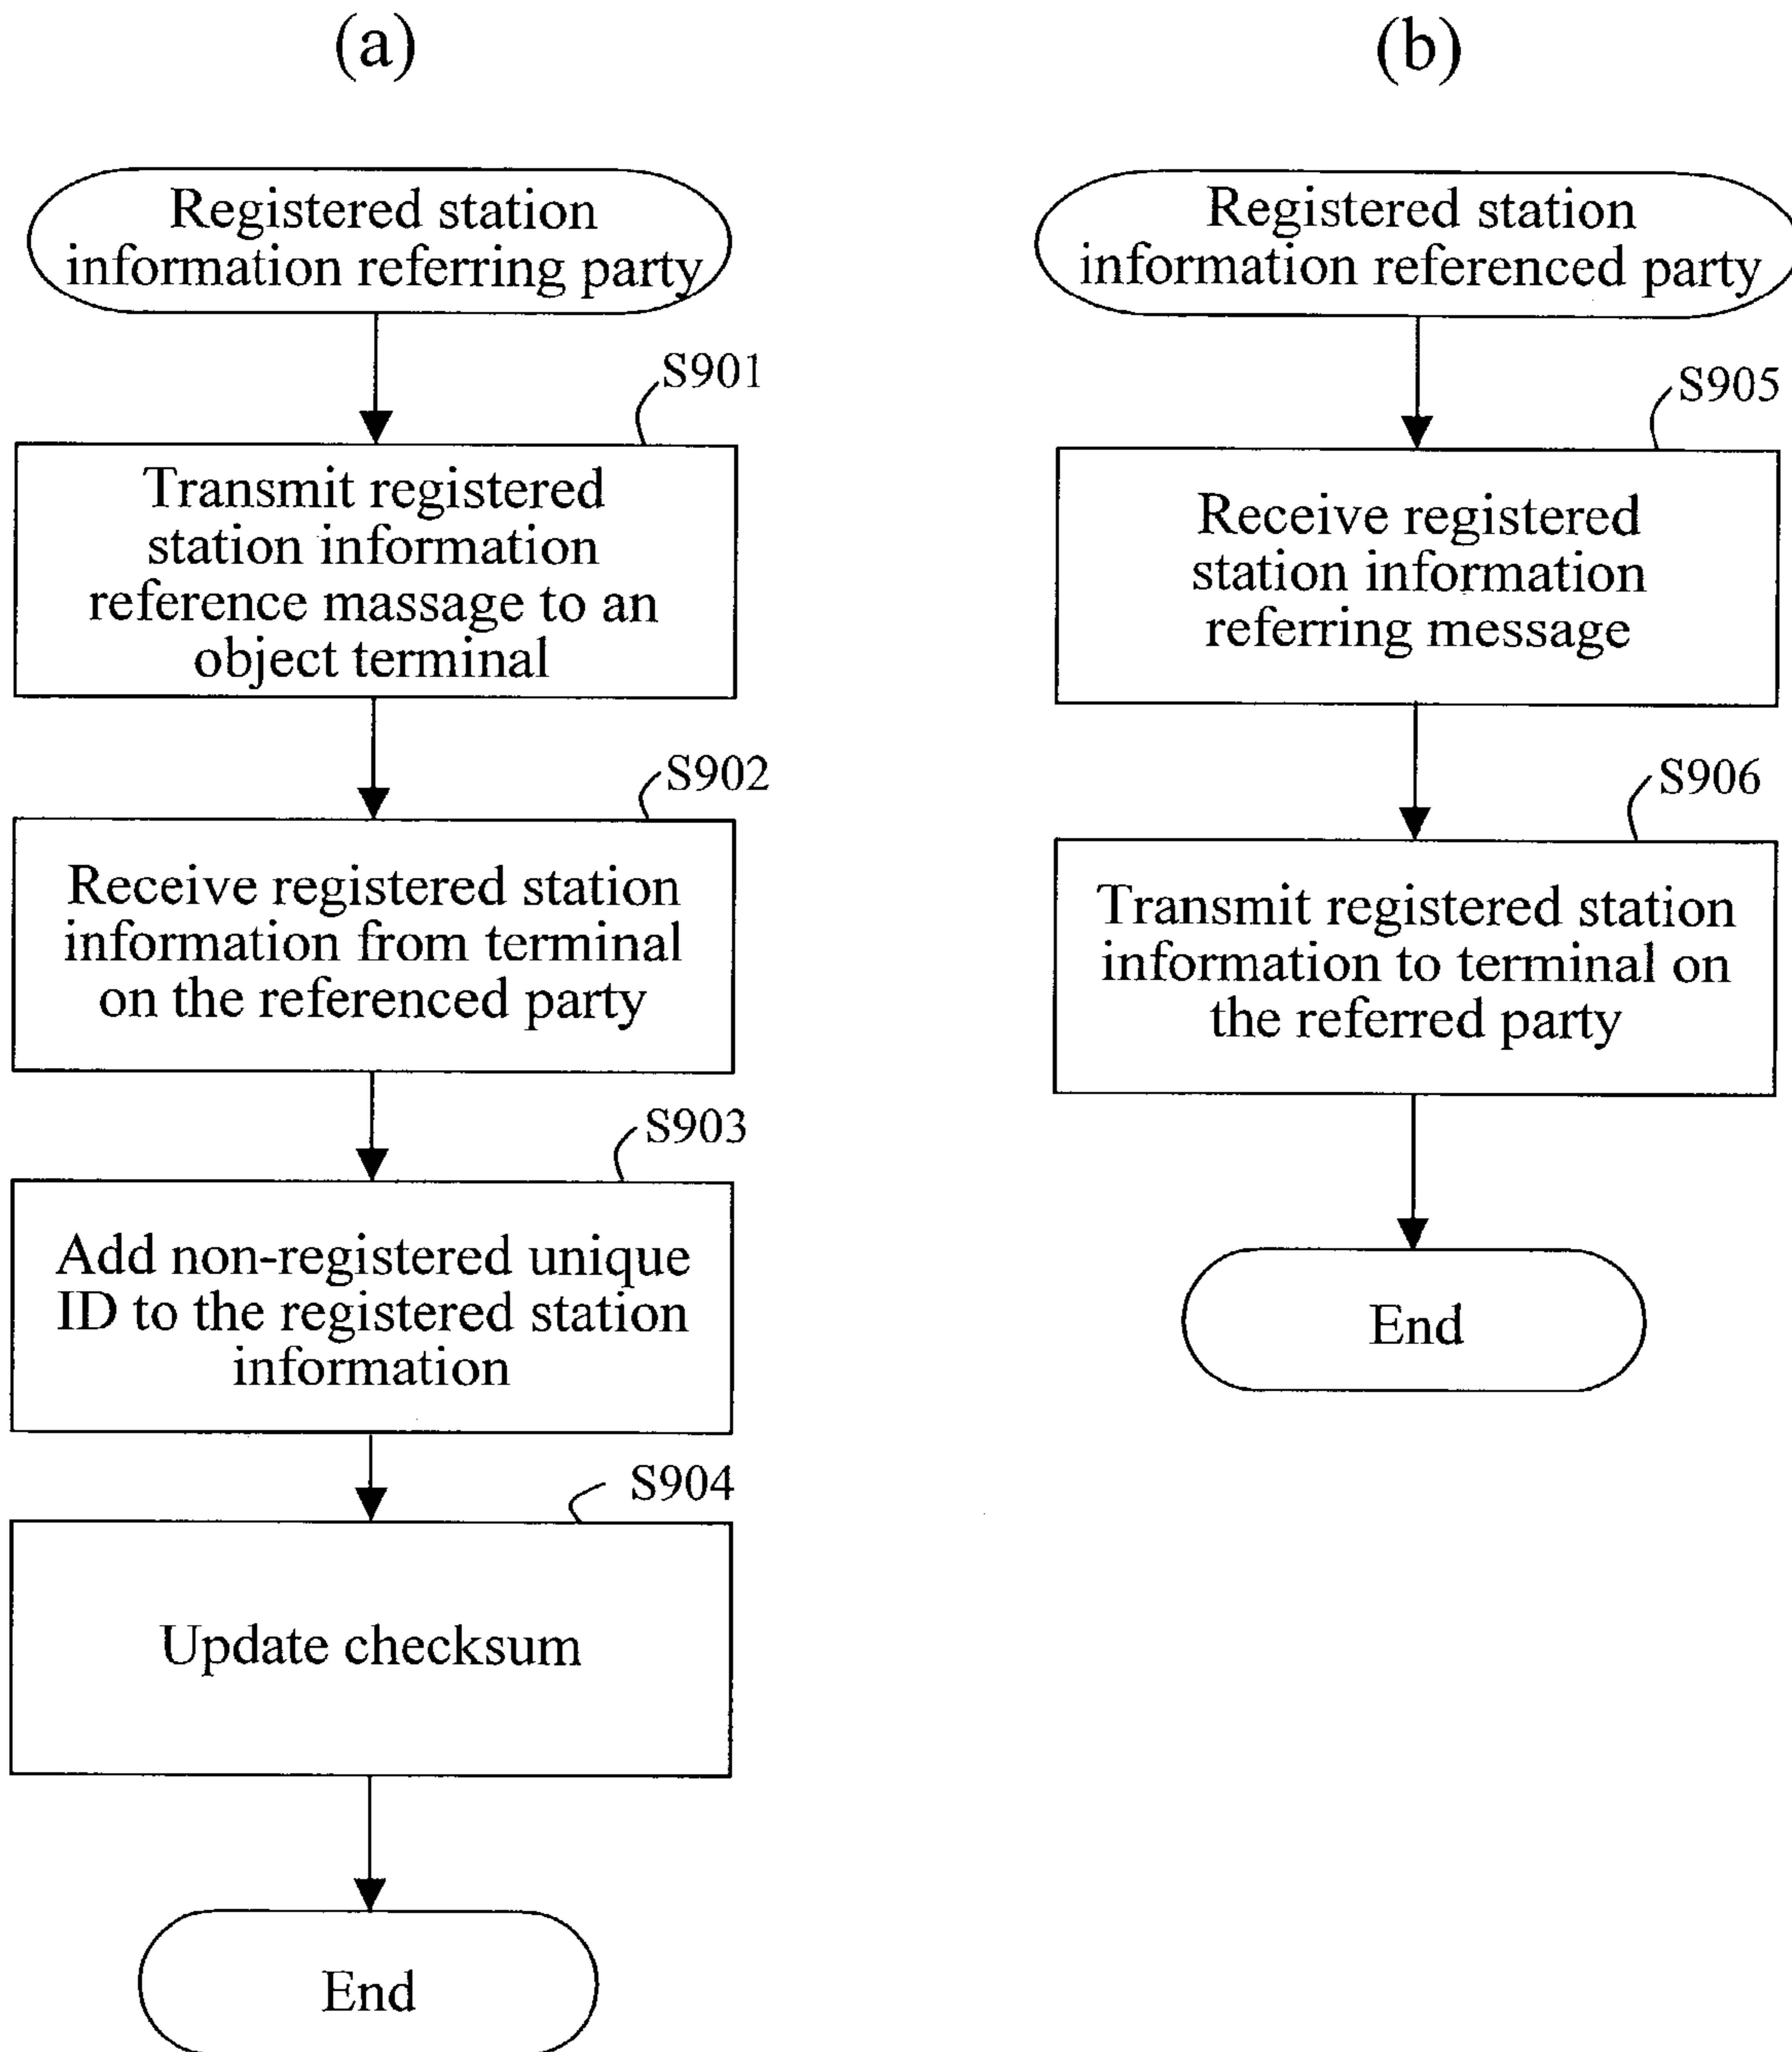 (a)
Registered station
information referring party
S901
Transmit registered
station information
reference massage to an
object terminal
S902
Receive registered station
information from terminal
on the referenced party
S903
Add non-registered unique
ID to the registered station
information
S904
Update checksum
End
(b)
Registered station
information referenced party
S905
Receive registered
station information
referring message
S906
Transmit registered station
information to terminal on
the referred party
End